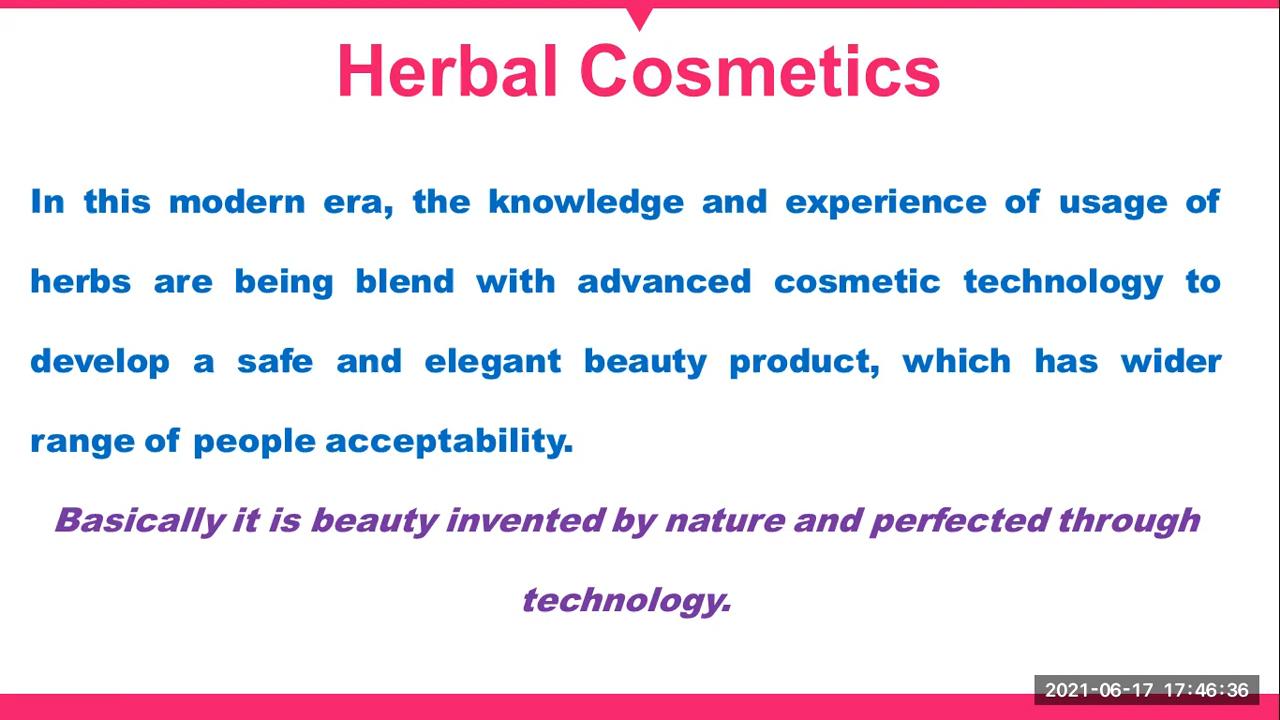 Herbal Cosmetics
In this modern era, the knowledge and experience of usage of
herbs are being blend with advanced cosmetic technology to
develop a safe and elegant beauty product, which has wider
range of people acceptability.
Basically it is beauty invented by nature and perfected through
technology.
2021-06-17 17:46:36